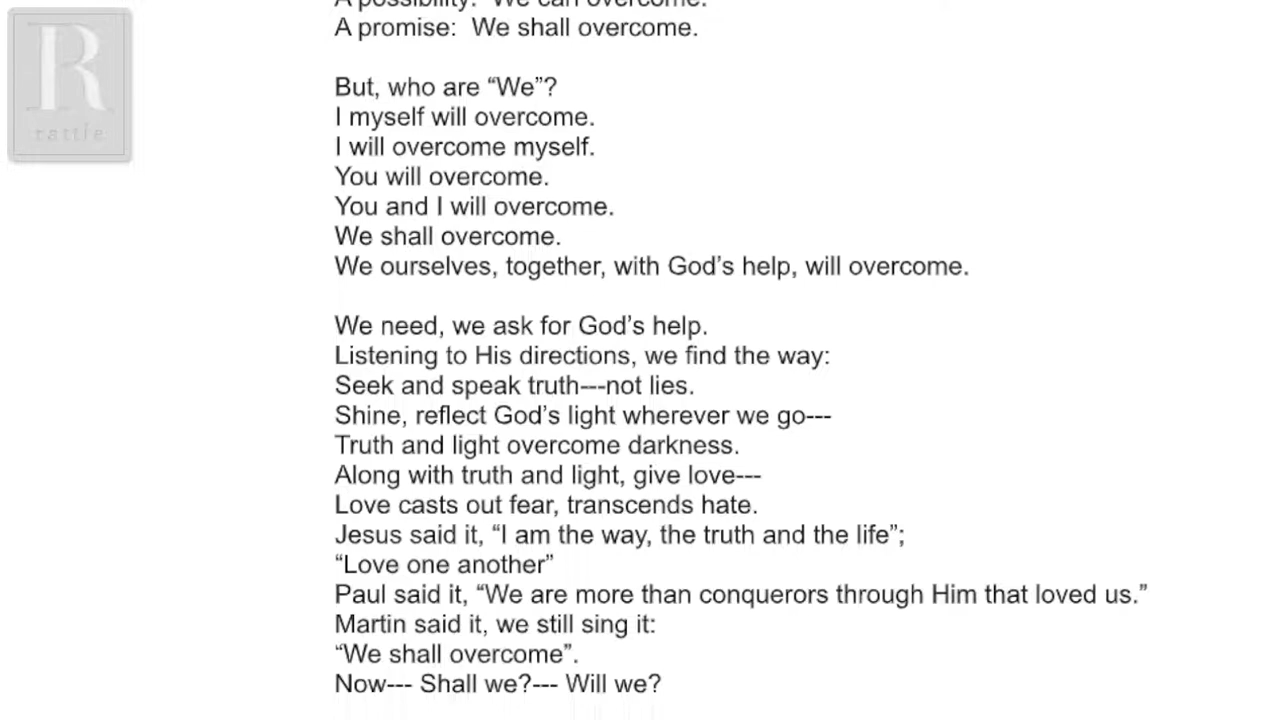 A possibility: We can overcome.
A promise: We shall overcome.
But, who are “We”?
I myself will overcome.
I will overcome myself.
You will overcome.
You and I will overcome.
We shall overcome.
We ourselves, together, with God’s help, will overcome.
We need, we ask for God’s help.
Listening to His directions, we find the way:
Seek and speak truth---not lies.
Shine, reflect God’s light wherever we go---
Truth and light overcome darkness.
Along with truth and light, give love---
Love casts out fear, transcends hate.
Jesus said it, “I am the way, the truth and the life”;
“Love one another”
Paul said it, “We are more than conquerors through Him that loved us.”
Martin said it, we still sing it:
“We shall overcome”.
Now--- Shall we?--- Will we?
R
rattle